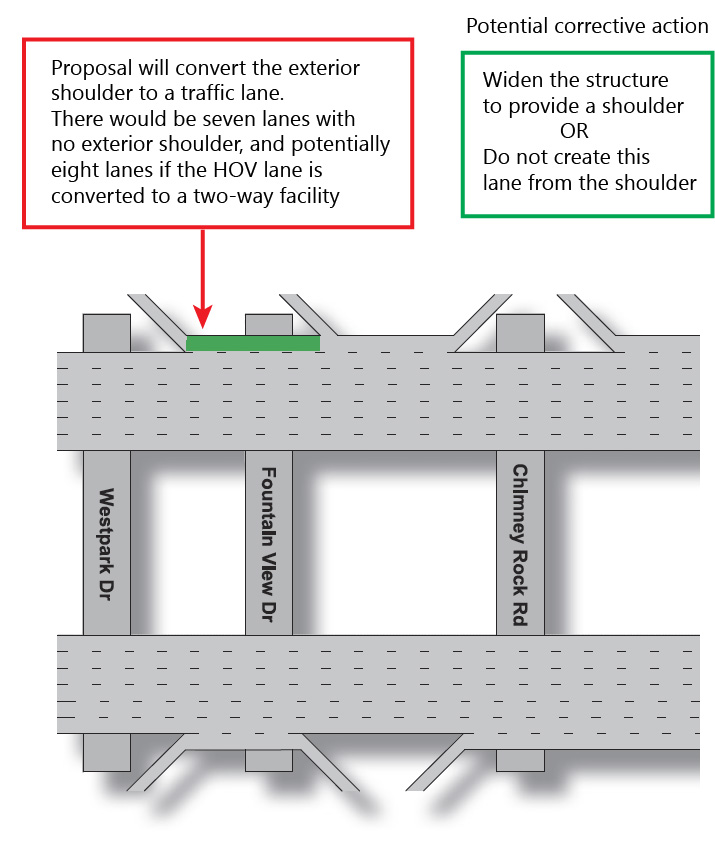 Potential corrective action
Proposal will convert the exterior
shoulder to a traffic lane.
There would be seven lanes with
no exterior shoulder, and potentially
eight lanes if the HOV lane is
converted to a two-way facility
Widen the structure
to provide a shoulder
OR
Do not create this
lane from the shoulder
Westpark Dr
Fountain View Dr
Chimney Rock Rd